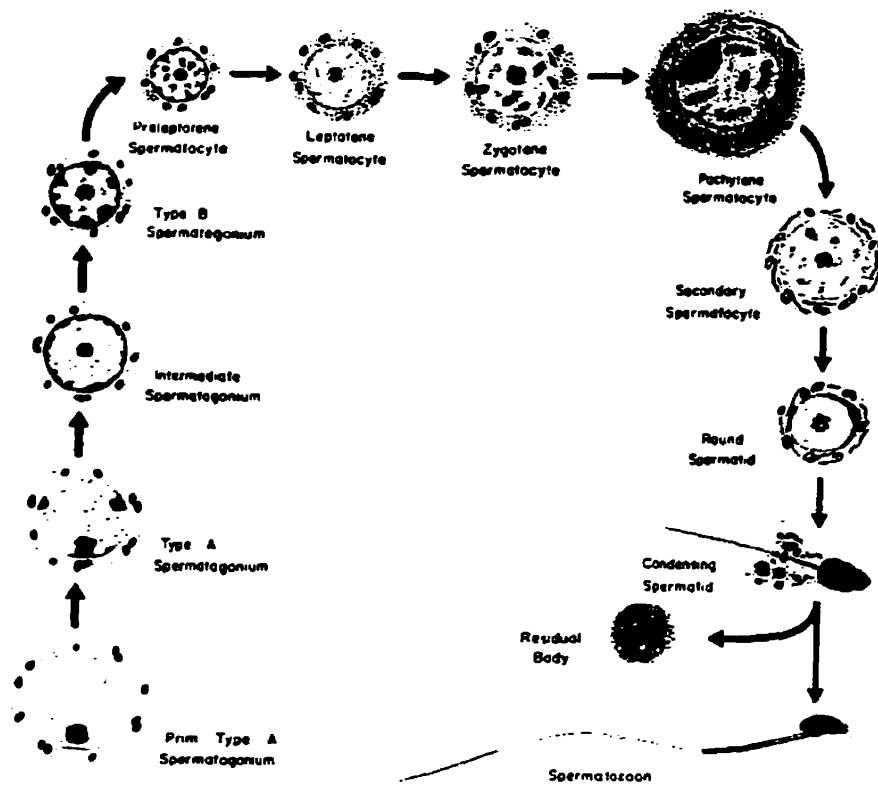 Preleptotene
Spermatocyte
Leptotene
Spermatocyte
Zygotene
Spermatocyte
Pachytene
Spermatocyte
Type B
Spermatogonium
Secondary
Spermatocyte
Intermediate
Spermatogonium
Round
Spermatid
Type A
Spermatogonium
Condensing
Spermatid
Residual
Body
Prim Type A
Spermatogonium
Spermatozoon